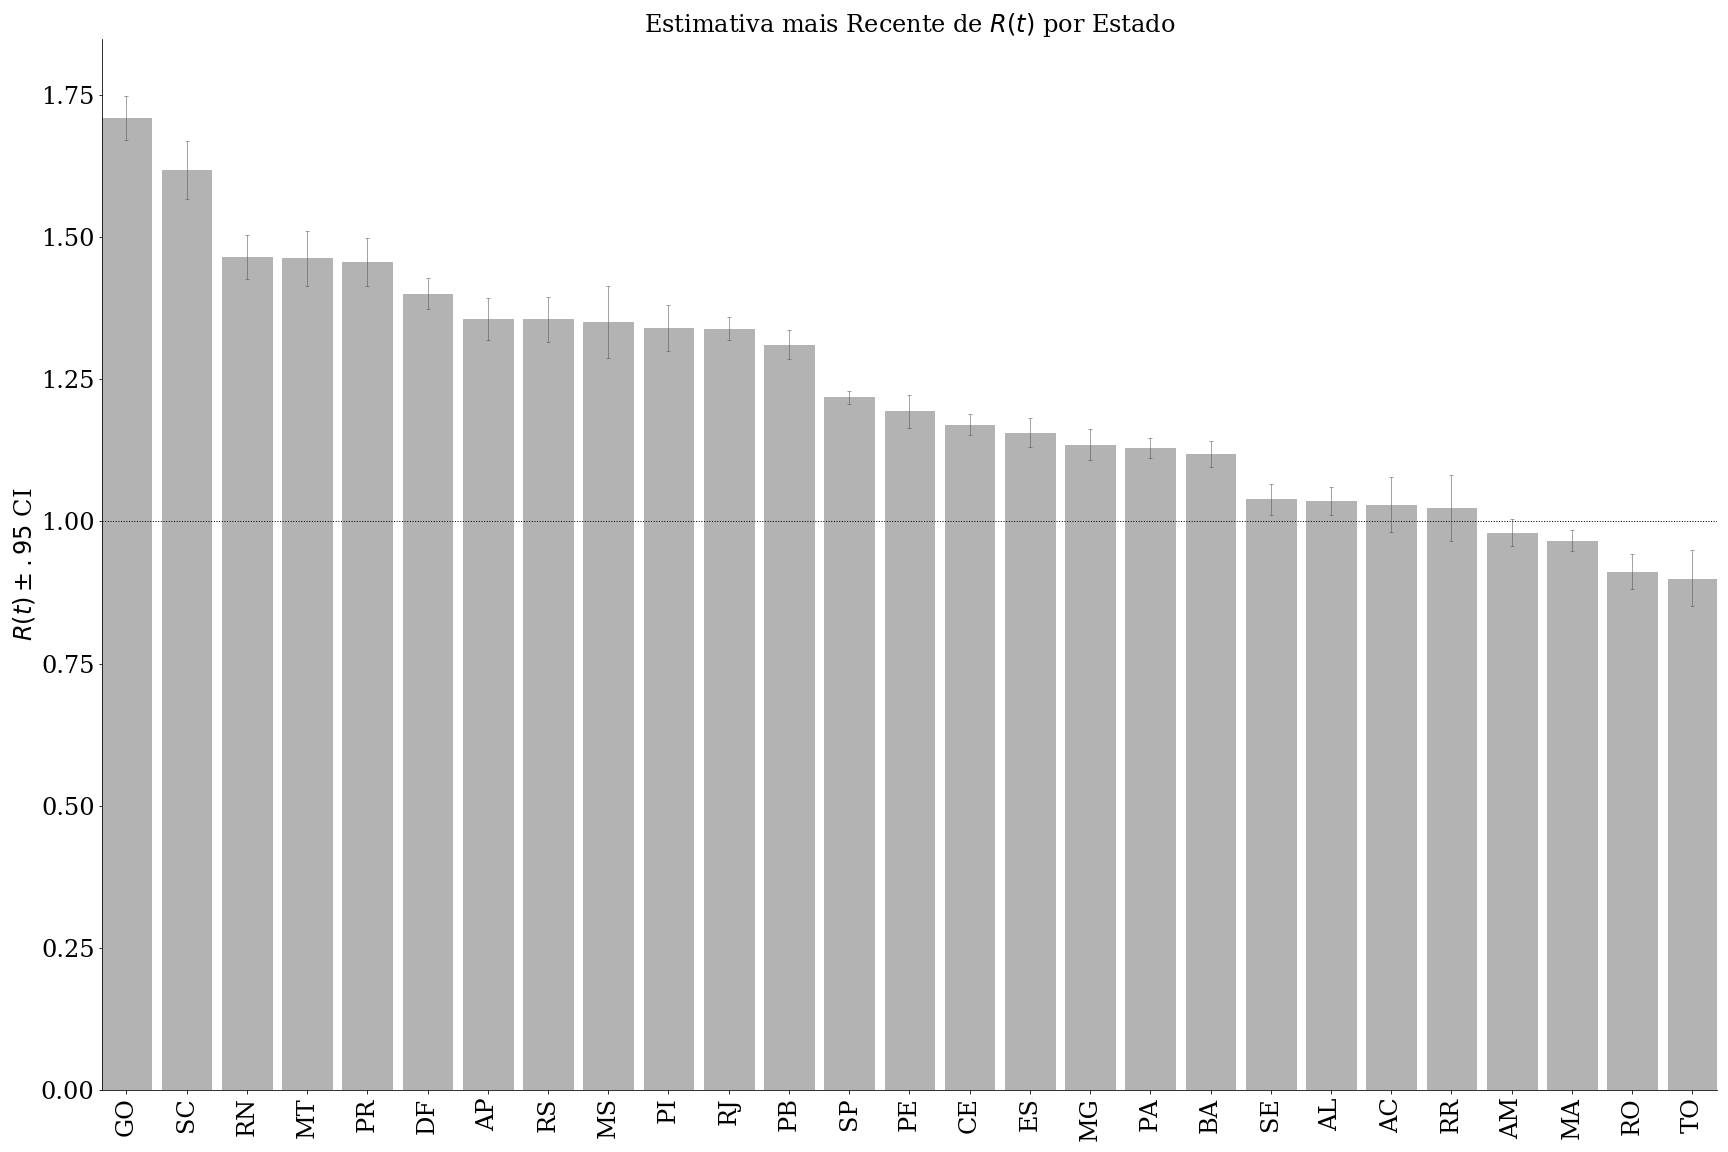 Estimativa mais Recente de R(t) por Estado
R(t) ± .95 CI
1.75
1.50
1.25
1.00
0.75
0.50
0.25
0.00
GO
SC
RN
MT
PR
DF
AP
RS
MS
PI
RJ
PB
SP
PE
CE
ES
MG
PA
BA
SE
AL
AC
RR
AM
MA
RO
TO